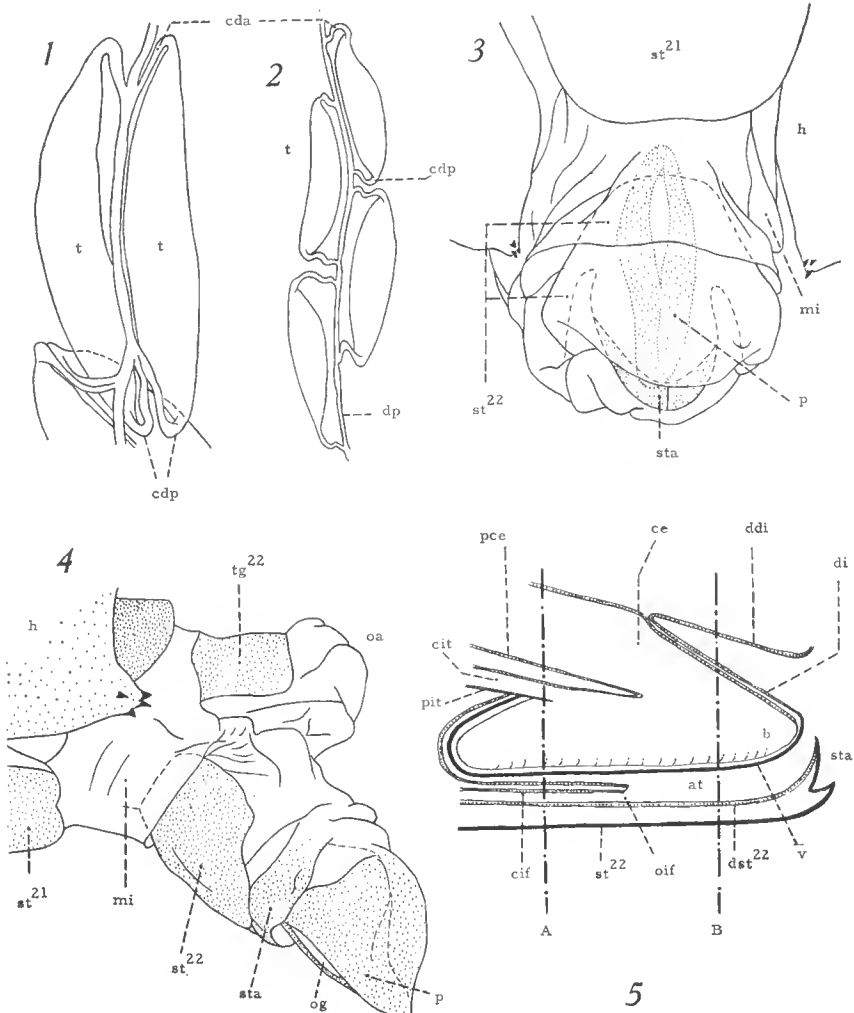 1
cda
2
t
cdp
t
t
dp
cdp
3
st21
h
mi
st22
p
sta
4
tg22
h
oa
st21
mi
st22
sta
og
p
pce
ce
ddi
di
cit
pit
b
sta
at
cif
st22
oif
dst22
v
A
B
5